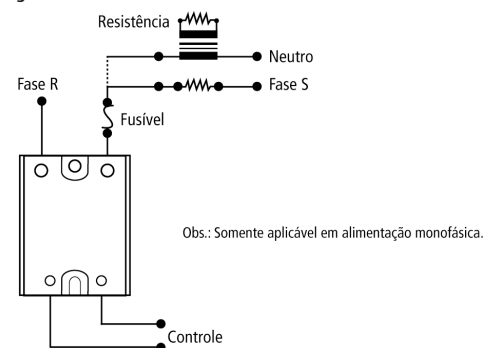 Resistência
Neutro
Fase R
Fase S
Fusível
Obs.: Somente aplicável em alimentação monofásica.
Controle